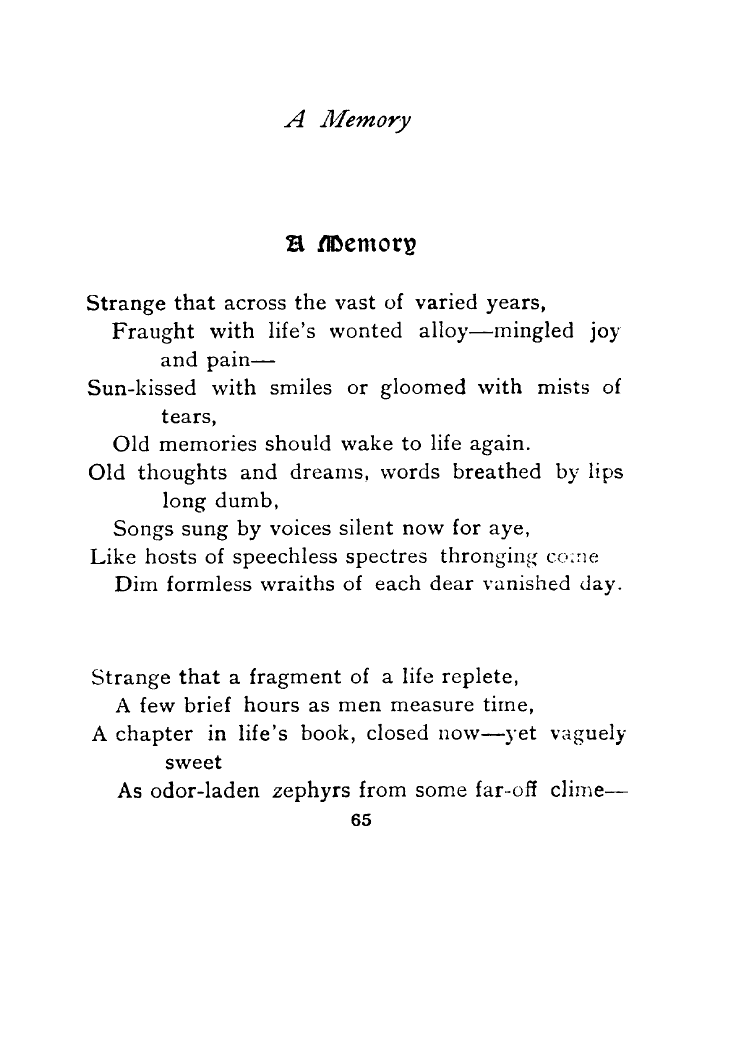 A Memory
A Memory
Strange that across the vast of varied years,
Fraught with life's wonted alloy—mingled joy
and pain—
Sun-kissed with smiles or gloomed with mists of
tears,
Old memories should wake to life again.
Old thoughts and dreams, words breathed by lips
long dumb,
Songs sung by voices silent now for aye,
Like hosts of speechless spectres thronging come
Dim formless wraiths of each dear vanished day.
Strange that a fragment of a life replete,
A few brief hours as men measure time,
A chapter in life's book, closed now—yet vaguely
sweet
As odor-laden zephyrs from some far-off clime—
65